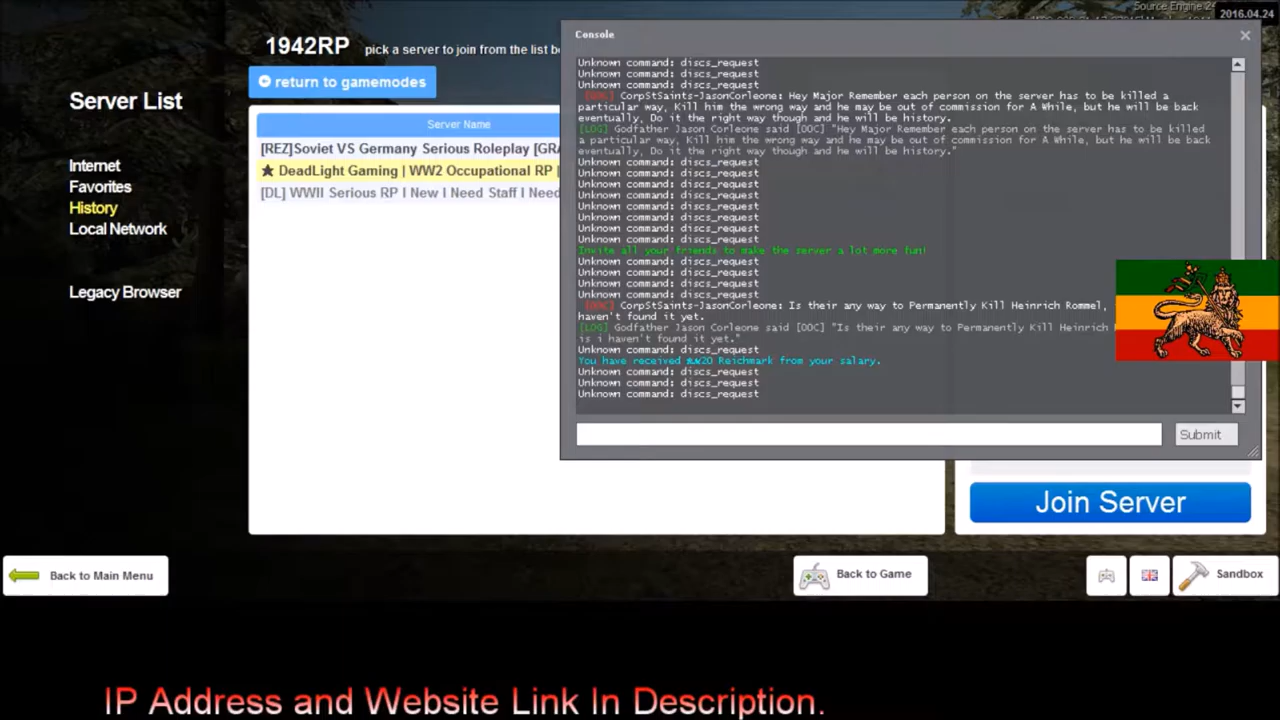 Source Engine 24
2016.04.24
1942RP pick a server to join from the list be
return to gamemodes
Server List
Internet
Favorites
History
Local Network
Legacy Browser
Server Name
[REZ]Soviet VS Germany Serious Roleplay [GRA
DeadLight Gaming | WW2 Occupational RP |
[DL] WWII Serious RP I New I Need Staff I Need
Console
Unknown command: discs_request
Unknown command: discs_request
Unknown command: discs_request
[OOC] CorpStSaints-JasonCorleone: Hey Major Remember each person on the server has to be killed a
particular way, Kill him the wrong way and he may be out of commission for A While, but he will be back
eventually, Do it the right way though and he will be history.
[LOG] Godfather Jason Corleone said [OOC] "Hey Major Remember each person on the server has to be killed
a particular way, Kill him the wrong way and he may be out of commission for A While, but he will be back
eventually, Do it the right way though and he will be history."
Unknown command: discs_request
Unknown command: discs_request
Unknown command: discs_request
Unknown command: discs_request
Unknown command: discs_request
Unknown command: discs_request
Unknown command: discs_request
Unknown command: discs_request
Invite all your friends to make the server a lot more fun!
Unknown command: discs_request
Unknown command: discs_request
Unknown command: discs_request
Unknown command: discs_request
[OOC] CorpStSaints-JasonCorleone: Is their any way to Permanently Kill Heinrich Rommel,
haven't found it yet.
[LOG] Godfather Jason Corleone said [OOC] "Is their any way to Permanently Kill Heinrich
is i haven't found it yet."
Unknown command: discs_request
You have received 20 Reichmark from your salary.
Unknown command: discs_request
Unknown command: discs_request
Unknown command: discs_request
Submit
Join Server
Back to Main Menu
Back to Game
Sandbox
IP Address and Website Link In Description.